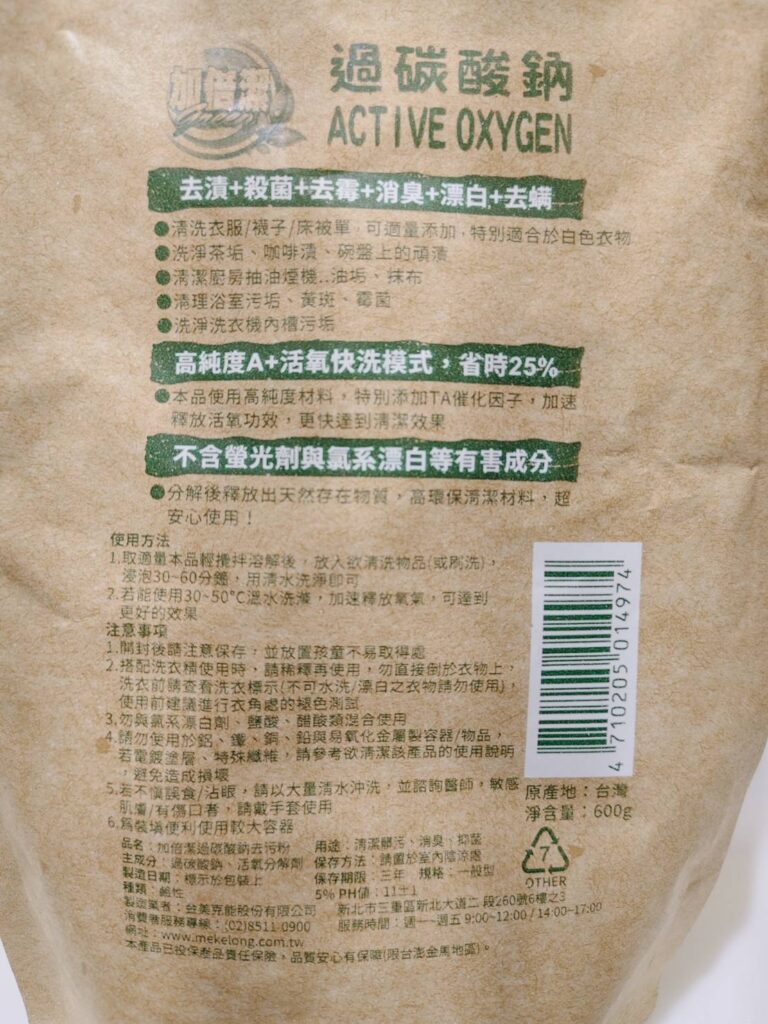 加倍潔
green
過碳酸鈉
ACTIVE OXYGEN
去漬+殺菌+去霉+消臭+漂白+去蟎
●清洗衣服/襪子/床被單,可適量添加,特別適合於白色衣物
●洗淨茶垢、咖啡漬、碗盤上的頑漬
●清潔廚房抽油煙機..油垢、抹布
●清理浴室污垢、黃斑、霉菌
●洗淨洗衣機內槽污垢
高純度A+活氧快洗模式,省時25%
●本品使用高純度材料,特別添加TA催化因子,加速
釋放活氧功效,更快達到清潔效果
不含螢光劑與氯系漂白等有害成分
●分解後釋放出天然存在物質,高環保清潔材料,超
安心使用!
使用方法
1.取適量本品輕攪拌溶解後,放入欲清洗物品(或刷洗),
浸泡30~60分鐘,用清水洗淨即可
2.若能使用30~50°C溫水洗滌,加速釋放氧氣,可達到
更好的效果
注意事項
1.開封後請注意保存,並放置孩童不易取得處
2.搭配洗衣精使用時,請稀釋再使用,勿直接倒於衣物上,
洗衣前請查看洗衣標示(不可水洗/漂白之衣物請勿使用),
使用前建議進行衣角處的褪色測試
3.勿與氯系漂白劑、鹽酸、醋酸類混合使用
4.請勿使用於鋁、鐵、銅、鉛與易氧化金屬製容器/物品,
若電鍍塗層、特殊纖維,請參考欲清潔該產品的使用說明
,避免造成損壞
5.若不慎誤食/沾眼,請以大量清水沖洗,並諮詢醫師,敏感
肌膚/有傷口者,請戴手套使用
6.為裝填便利使用較大容器
4 710205 014974
原產地:台灣
淨含量:600g
7
OTHER
品名:加倍潔過碳酸鈉去污粉
用途:清潔髒污、消臭、抑菌
主成分:過碳酸鈉、活氧分解劑
保存方法:請置於室內陰涼處
製造日期:標示於包裝上
保存期限:三年 規格:一般型
種類:鹼性
5% PH值:11±1
製造業者:金美克能股份有限公司
新北市三重區新北大道二段260號6樓之3
消費者服務專線:(02)8511-0900
服務時間:週一~週五 9:00~12:00 / 14:00~17:00
網址:www.mekelong.com.tw
本產品已投保產品責任保險,品質安心有保障(限台澎金馬地區)。